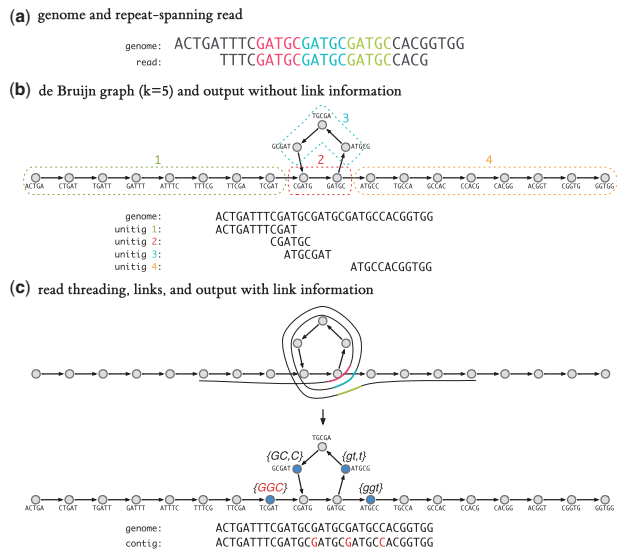 (a) genome and repeat-spanning read
genome: ACTGATTTCGATGCGATGCGATGCCACGGTGG
read: TTTCGATGCGATGCGATGCCACG
(b) de Bruijn graph (k=5) and output without link information
TGCGA
3
GCGAT ATGCG
1 2 4
ACTGA CTGAT TGATT GATTT ATTTC TTTCG TTCGA TCGAT CGATG GATGC ATGCC TGCCA GCCAC CCACG CACGG ACGGT CGGTG GGTGG
genome: ACTGATTTCGATGCGATGCGATGCCACGGTGG
unitig 1: ACTGATTTCGAT
unitig 2: CGATGC
unitig 3: ATGCGAT
unitig 4: ATGCCACGGTGG
(c) read threading, links, and output with link information
TGCGA
{GC,C} {gt,t}
GCGAT ATGCG
{GGC} {ggt}
ACTGA CTGAT TGATT GATTT ATTTC TTTCG TTCGA TCGAT CGATG GATGC ATGCC TGCCA GCCAC CCACG CACGG ACGGT CGGTG GGTGG
genome: ACTGATTTCGATGCGATGCGATGCCACGGTGG
contig: ACTGATTTCGATGCGATGCGATGCCACGGTGG